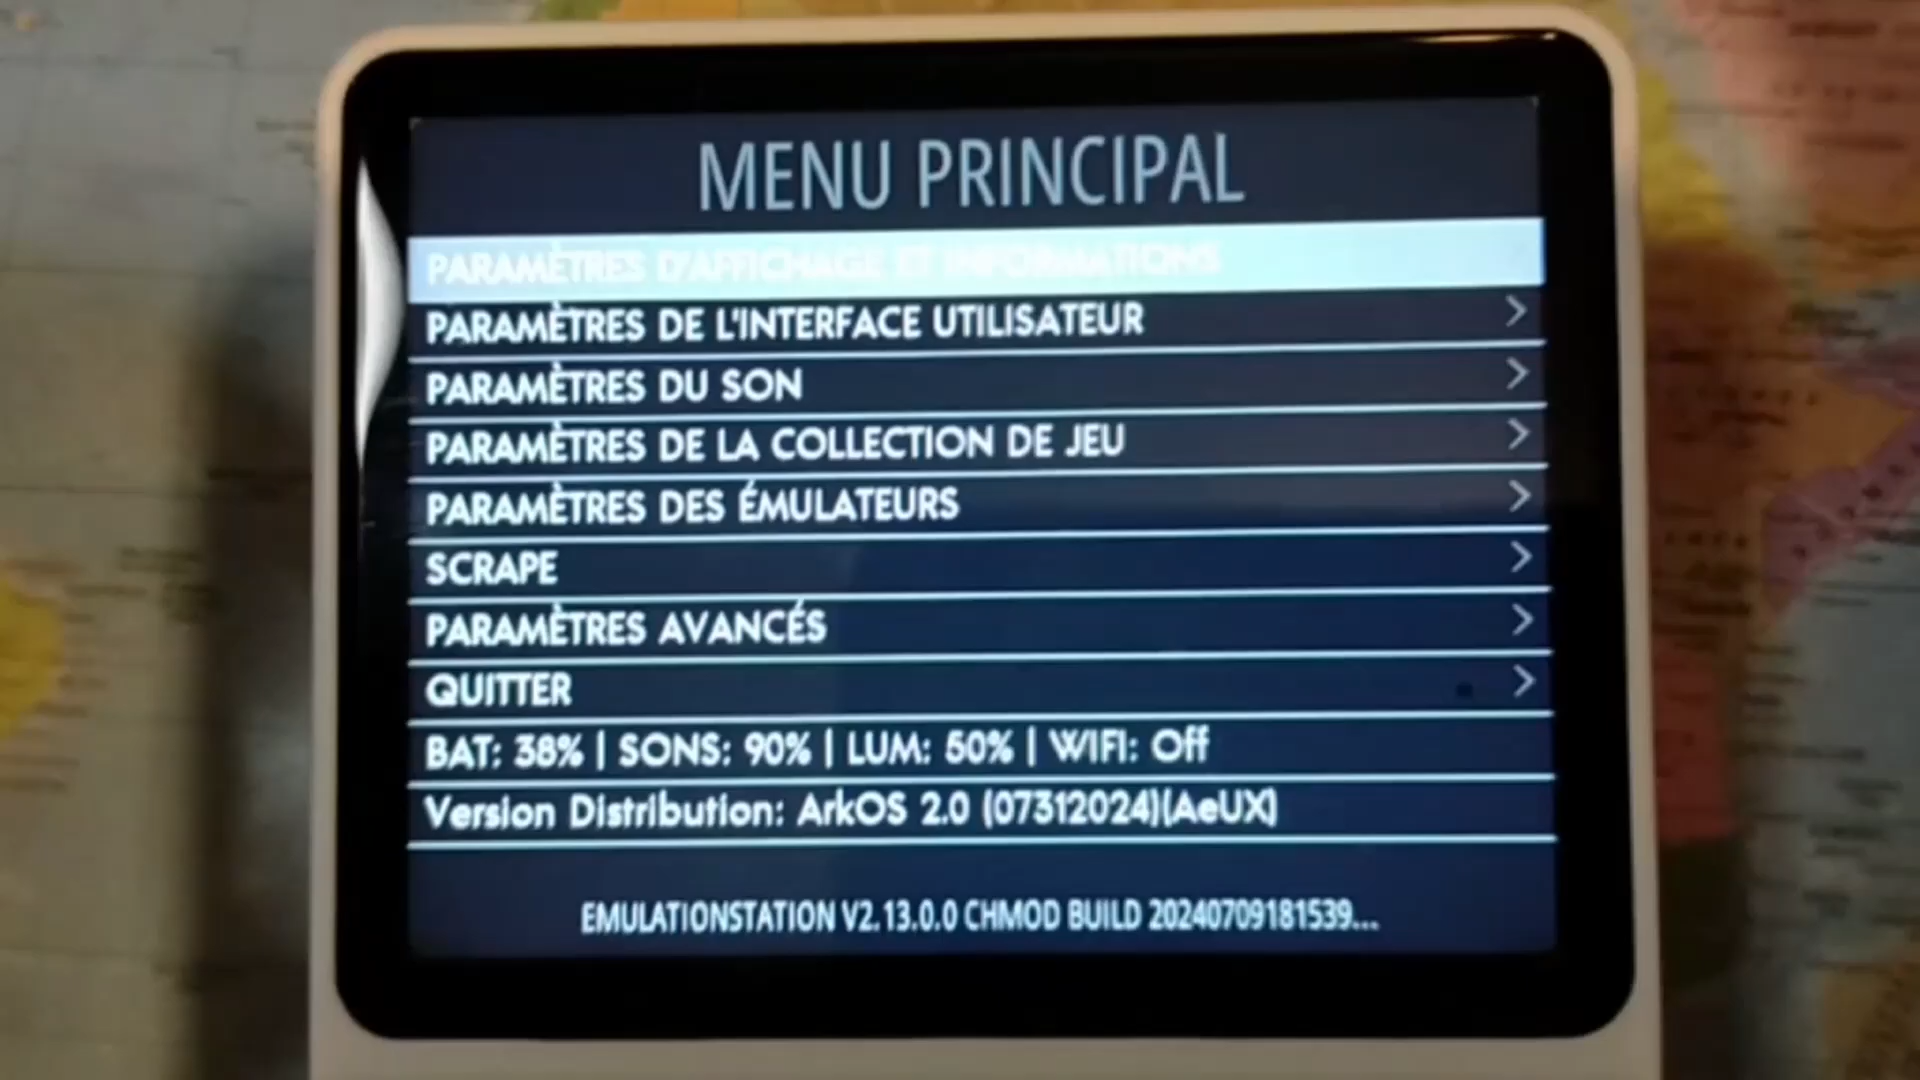 MENU PRINCIPAL
PARAMÈTRES D'AFFICHAGE ET INFORMATIONS
PARAMÈTRES DE L'INTERFACE UTILISATEUR
PARAMÈTRES DU SON
PARAMÈTRES DE LA COLLECTION DE JEU
PARAMÈTRES DES ÉMULATEURS
SCRAPE
PARAMÈTRES AVANCÉS
QUITTER
BAT: 38% | SONS: 90% | LUM: 50% | WIFI: Off
Version Distribution: ArkOS 2.0 (07312024)(AeUX)
EMULATIONSTATION V2.13.0.0 CHMOD BUILD 20240709181539...